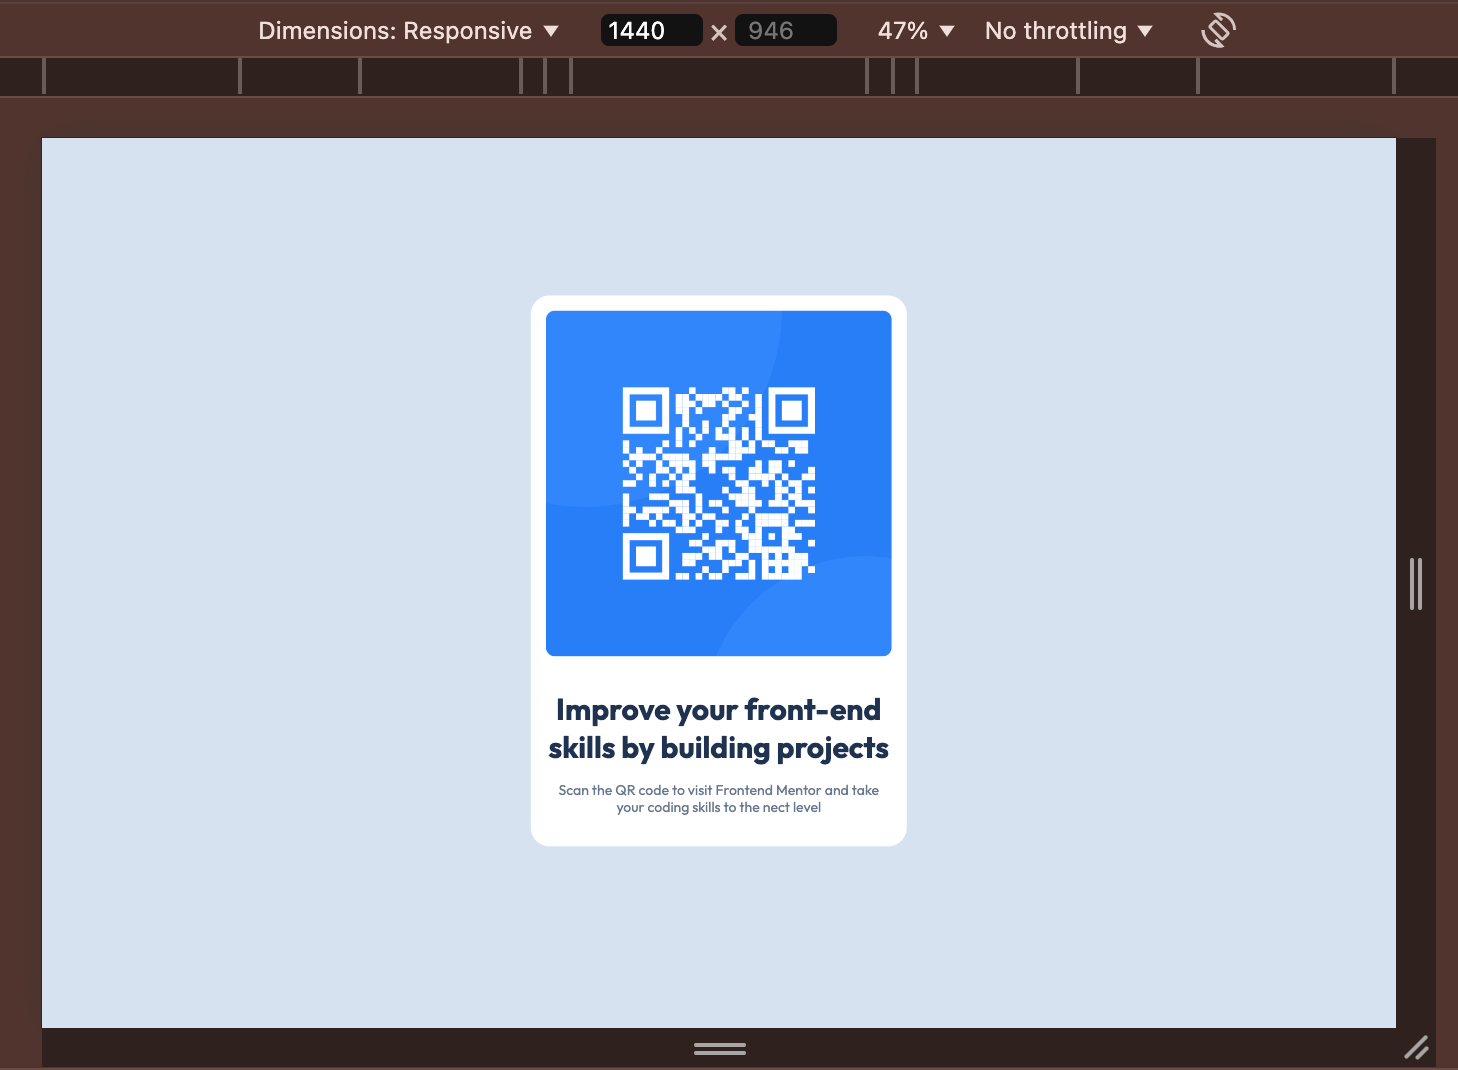 Dimensions: Responsive ▼ 1440 × 946 47% ▼ No throttling ▼
Improve your front-end
skills by building projects
Scan the QR code to visit Frontend Mentor and take
your coding skills to the nect level